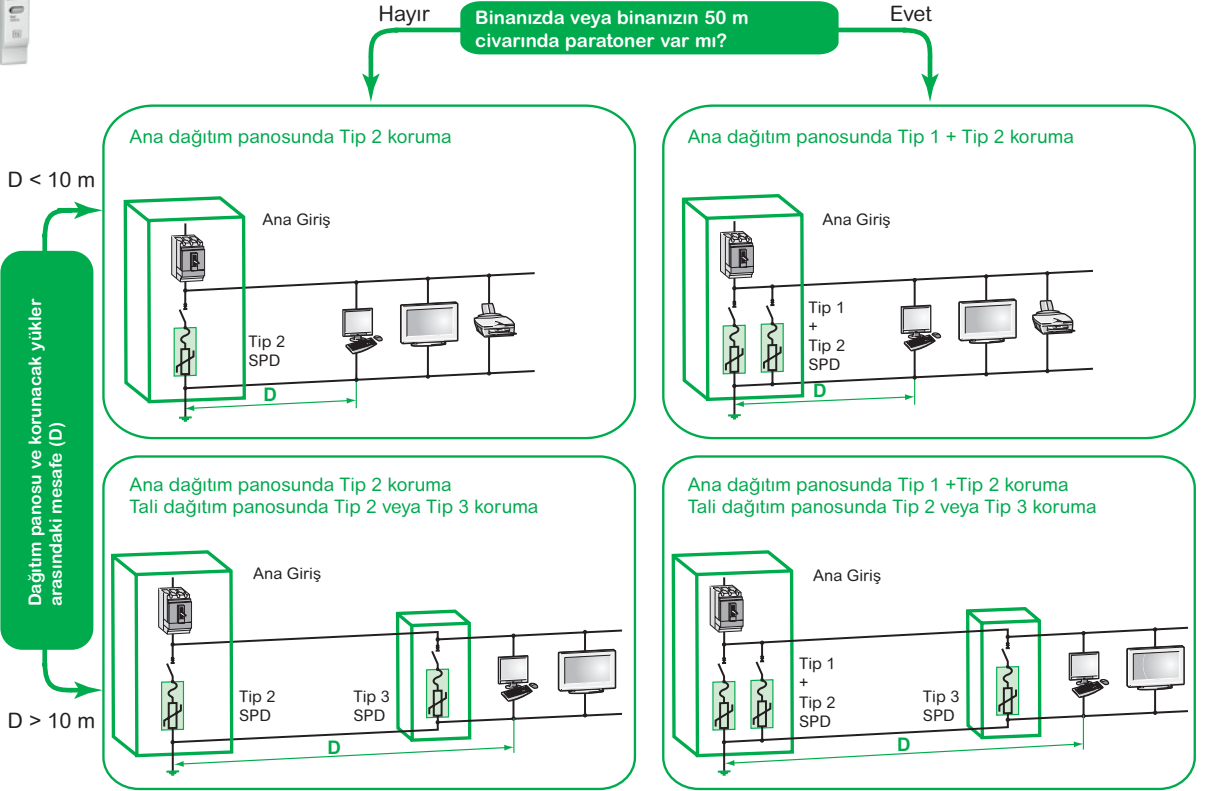 Hayır
Binanızda veya binanızın 50 m
civarında paratoner var mı?
Evet
Ana dağıtım panosunda Tip 2 koruma
Ana Giriş
Tip 2
SPD
D
Ana dağıtım panosunda Tip 1 + Tip 2 koruma
Ana Giriş
Tip 1
+
Tip 2
SPD
D
D < 10 m
Dağıtım panosu ve korunacak yükler
arasındaki mesafe (D)
D > 10 m
Ana dağıtım panosunda Tip 2 koruma
Tali dağıtım panosunda Tip 2 veya Tip 3 koruma
Ana Giriş
Tip 2
SPD
Tip 3
SPD
D
Ana dağıtım panosunda Tip 1 +Tip 2 koruma
Tali dağıtım panosunda Tip 2 veya Tip 3 koruma
Ana Giriş
Tip 1
+
Tip 2
SPD
Tip 3
SPD
D